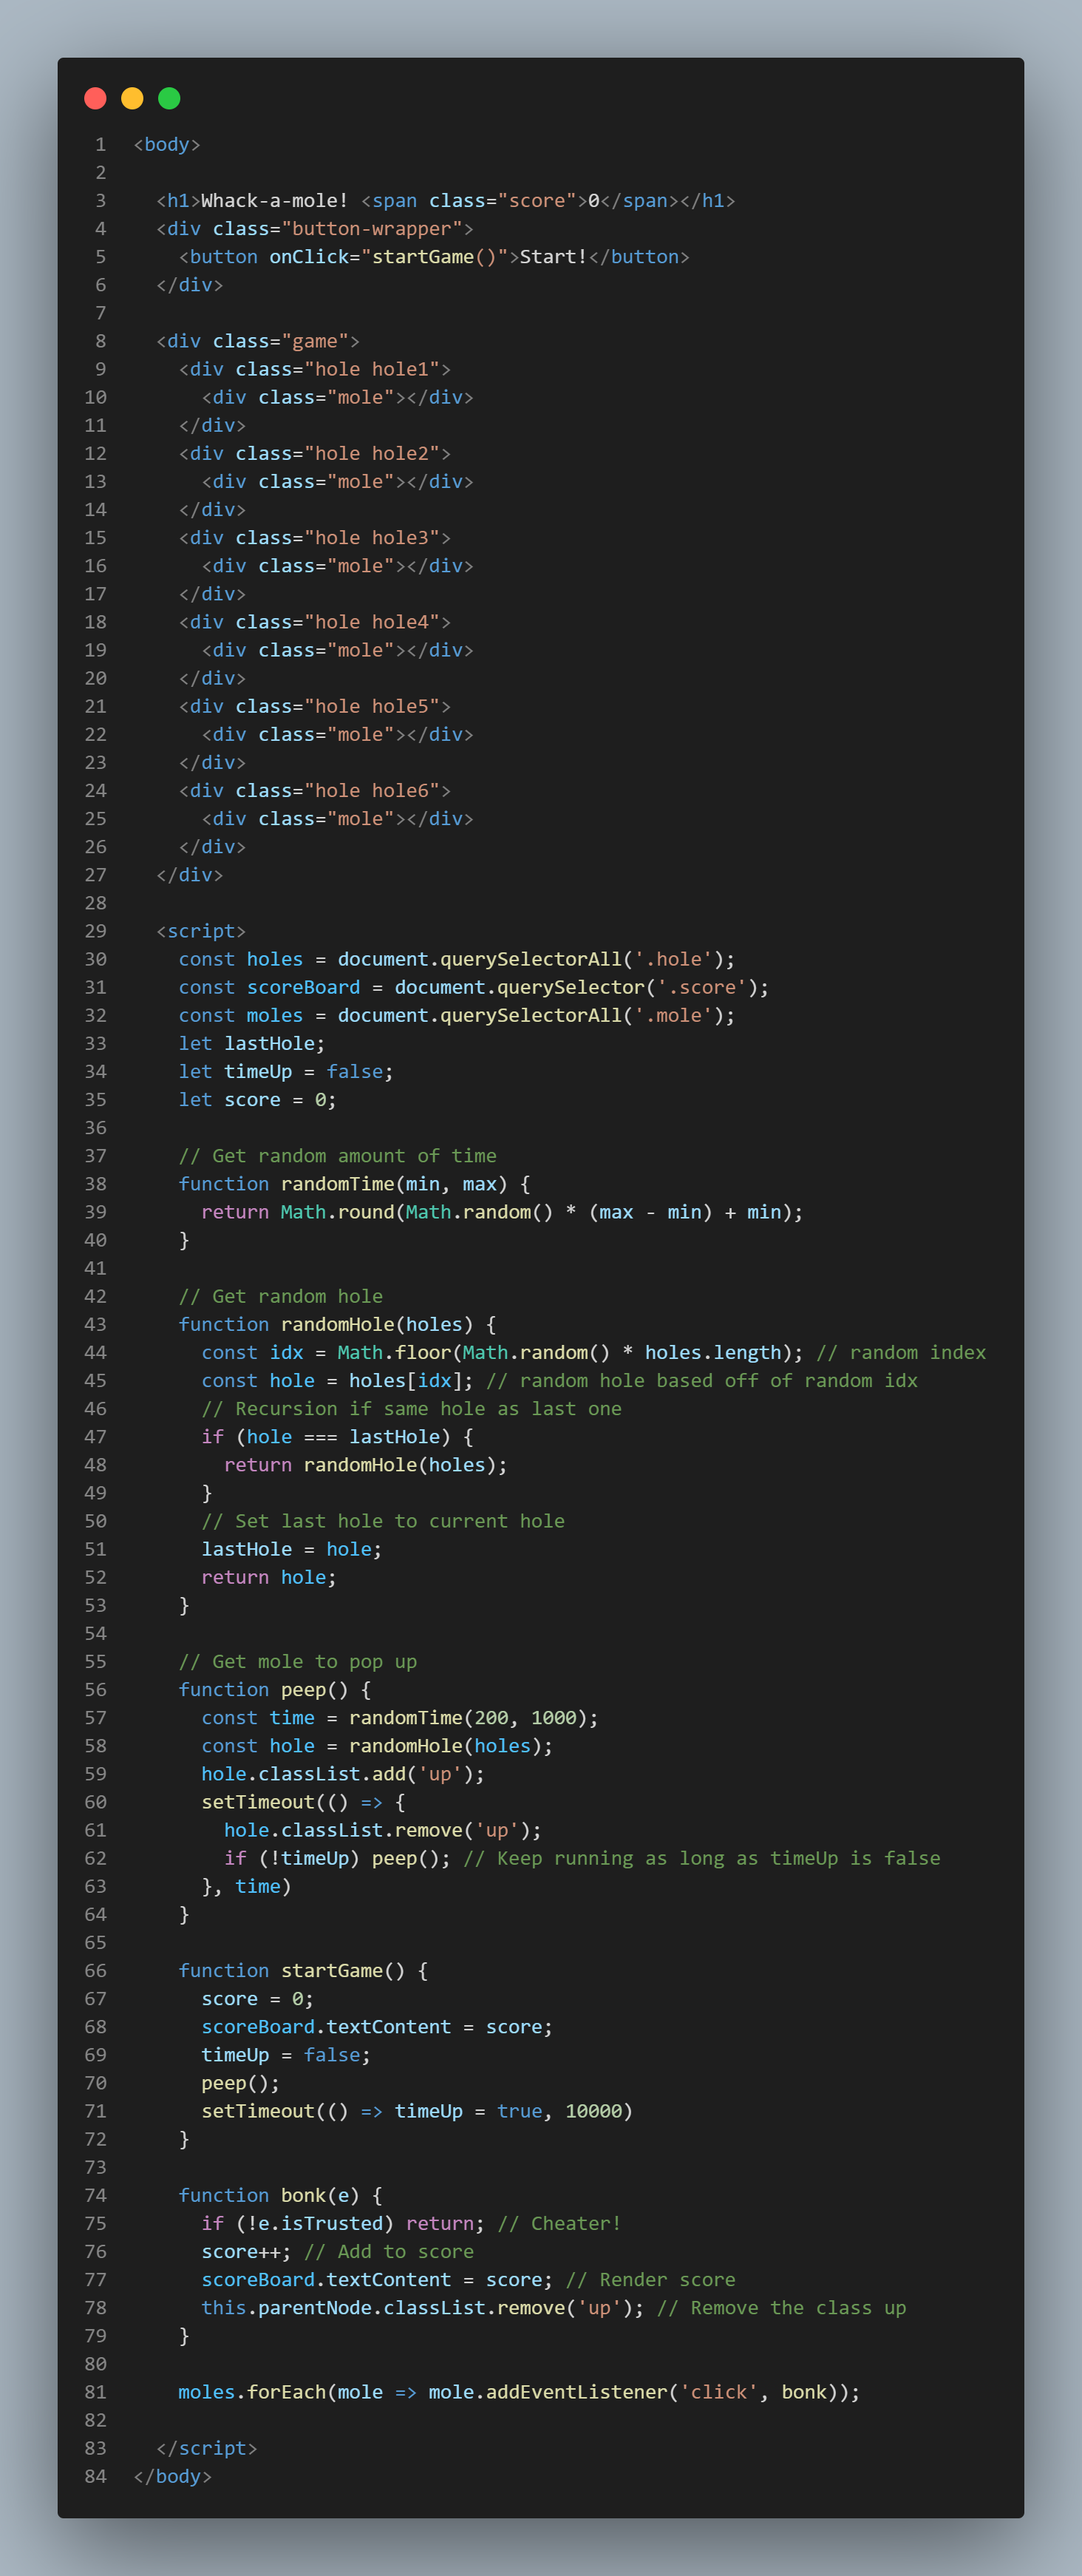 1 <body>
2
3   <h1>Whack-a-mole! <span class="score">0</span></h1>
4   <div class="button-wrapper">
5     <button onClick="startGame()">Start!</button>
6   </div>
7
8   <div class="game">
9     <div class="hole hole1">
10       <div class="mole"></div>
11     </div>
12     <div class="hole hole2">
13       <div class="mole"></div>
14     </div>
15     <div class="hole hole3">
16       <div class="mole"></div>
17     </div>
18     <div class="hole hole4">
19       <div class="mole"></div>
20     </div>
21     <div class="hole hole5">
22       <div class="mole"></div>
23     </div>
24     <div class="hole hole6">
25       <div class="mole"></div>
26     </div>
27   </div>
28
29   <script>
30     const holes = document.querySelectorAll('.hole');
31     const scoreBoard = document.querySelector('.score');
32     const moles = document.querySelectorAll('.mole');
33     let lastHole;
34     let timeUp = false;
35     let score = 0;
36
37     // Get random amount of time
38     function randomTime(min, max) {
39       return Math.round(Math.random() * (max - min) + min);
40     }
41
42     // Get random hole
43     function randomHole(holes) {
44       const idx = Math.floor(Math.random() * holes.length); // random index
45       const hole = holes[idx]; // random hole based off of random idx
46       // Recursion if same hole as last one
47       if (hole === lastHole) {
48         return randomHole(holes);
49       }
50       // Set last hole to current hole
51       lastHole = hole;
52       return hole;
53     }
54
55     // Get mole to pop up
56     function peep() {
57       const time = randomTime(200, 1000);
58       const hole = randomHole(holes);
59       hole.classList.add('up');
60       setTimeout(() => {
61         hole.classList.remove('up');
62         if (!timeUp) peep(); // Keep running as long as timeUp is false
63       }, time)
64     }
65
66     function startGame() {
67       score = 0;
68       scoreBoard.textContent = score;
69       timeUp = false;
70       peep();
71       setTimeout(() => timeUp = true, 10000)
72     }
73
74     function bonk(e) {
75       if (!e.isTrusted) return; // Cheater!
76       score++; // Add to score
77       scoreBoard.textContent = score; // Render score
78       this.parentNode.classList.remove('up'); // Remove the class up
79     }
80
81     moles.forEach(mole => mole.addEventListener('click', bonk));
82
83   </script>
84 </body>